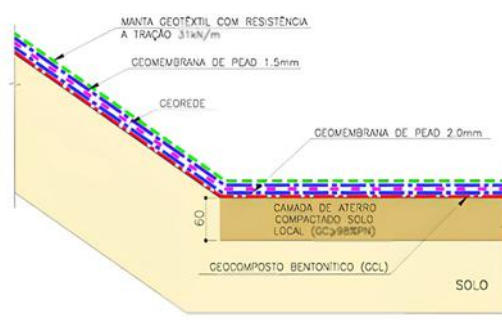 MANTA GEOTÊXTIL COM RESISTÊNCIA
A TRAÇÃO 31kN/m
GEOMEMBRANA DE PEAD 1.5mm
GEOREDE
GEOMEMBRANA DE PEAD 2.0mm
CAMADA DE ATERRO
COMPACTADO SOLO
LOCAL (GC≥98%PN)
60
GEOCOMPOSTO BENTONÍTICO (GCL)
SOLO